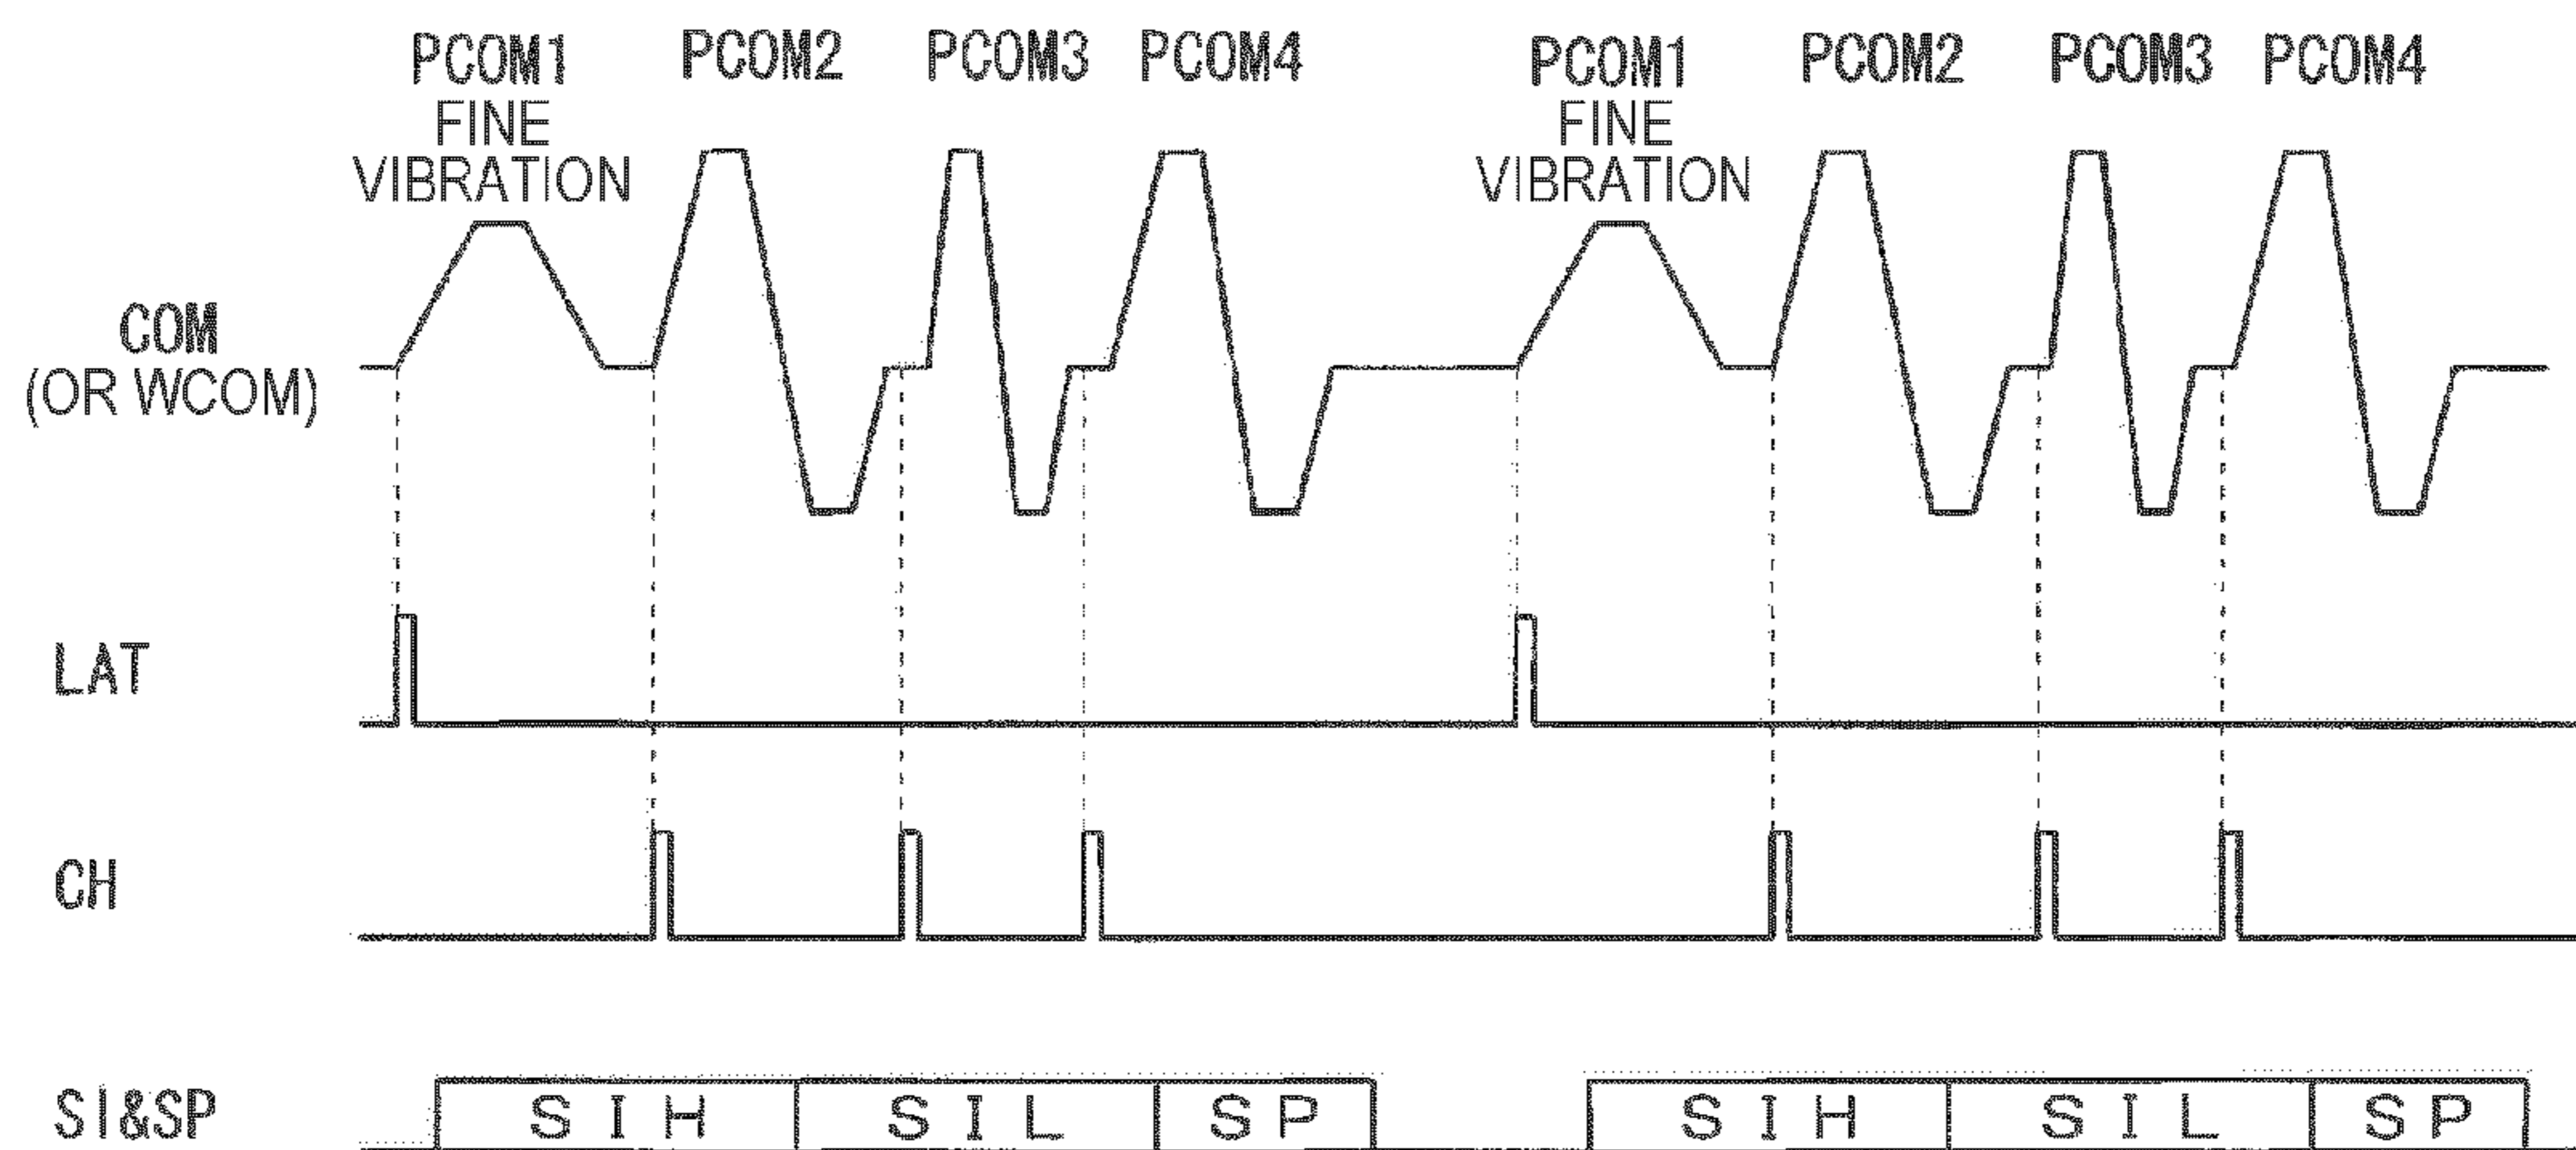 PCOM1 PCOM2 PCOM3 PCOM4 PCOM1 PCOM2 PCOM3 PCOM4
FINE FINE
VIBRATION VIBRATION
COM
(OR WCOM)
LAT
CH
SI&SP SIH SIL SP SIH SIL SP